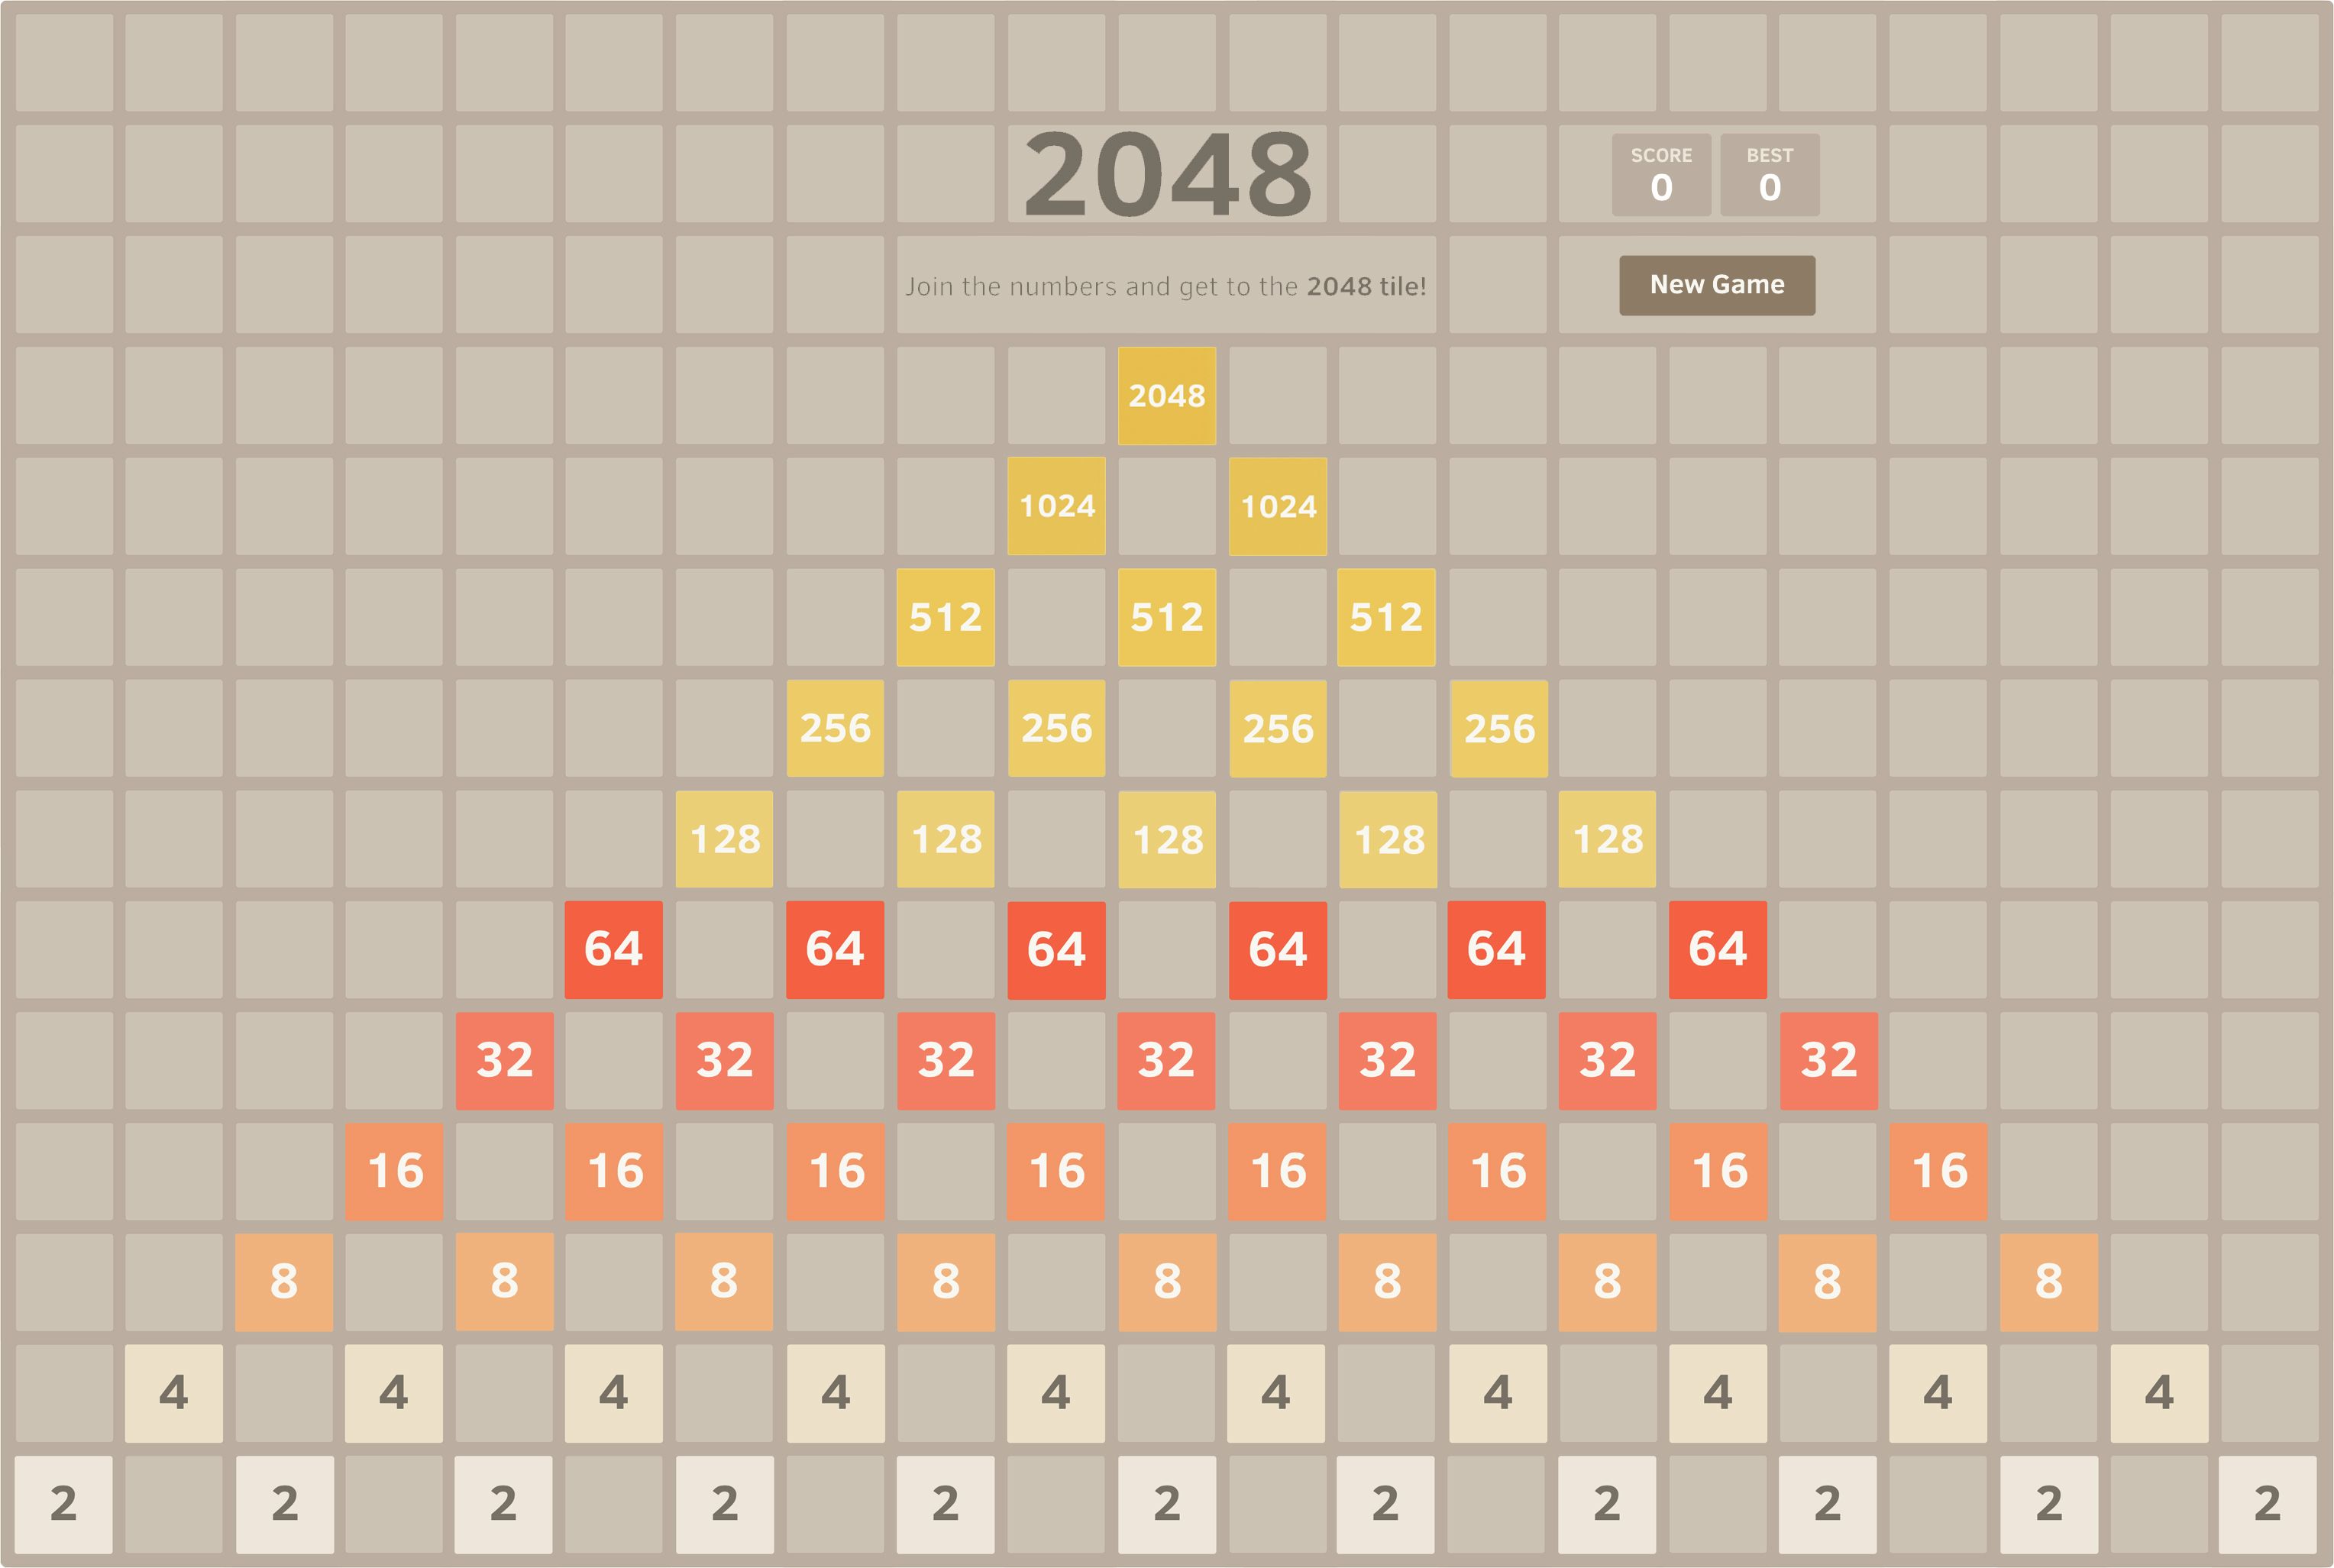 2048
SCORE BEST
0 0
Join the numbers and get to the 2048 tile!
New Game
2048
1024 1024
512 512 512
256 256 256 256
128 128 128 128 128
64 64 64 64 64 64
32 32 32 32 32 32 32
16 16 16 16 16 16 16 16
8 8 8 8 8 8 8 8 8
4 4 4 4 4 4 4 4 4 4
2 2 2 2 2 2 2 2 2 2 2